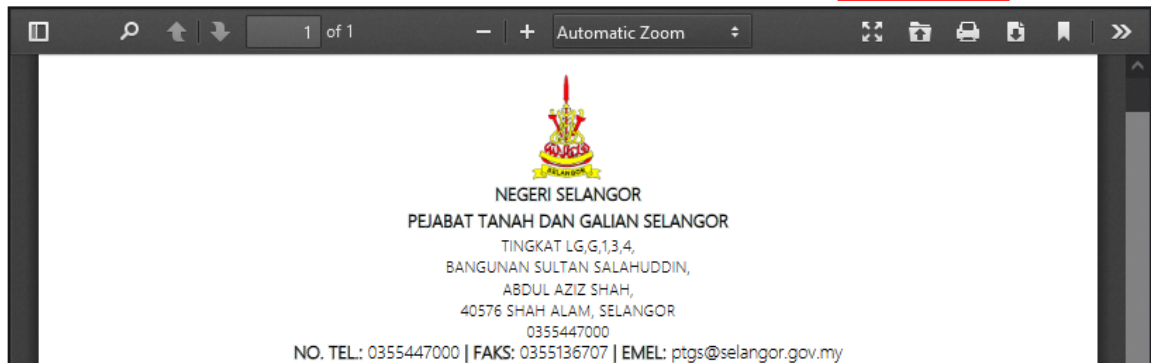 1 of 1
Automatic Zoom
SELANGOR
NEGERI SELANGOR
PEJABAT TANAH DAN GALIAN SELANGOR
TINGKAT LG,G,1,3,4,
BANGUNAN SULTAN SALAHUDDIN,
ABDUL AZIZ SHAH,
40576 SHAH ALAM, SELANGOR
0355447000
NO. TEL.: 0355447000 | FAKS: 0355136707 | EMEL: ptgs@selangor.gov.my